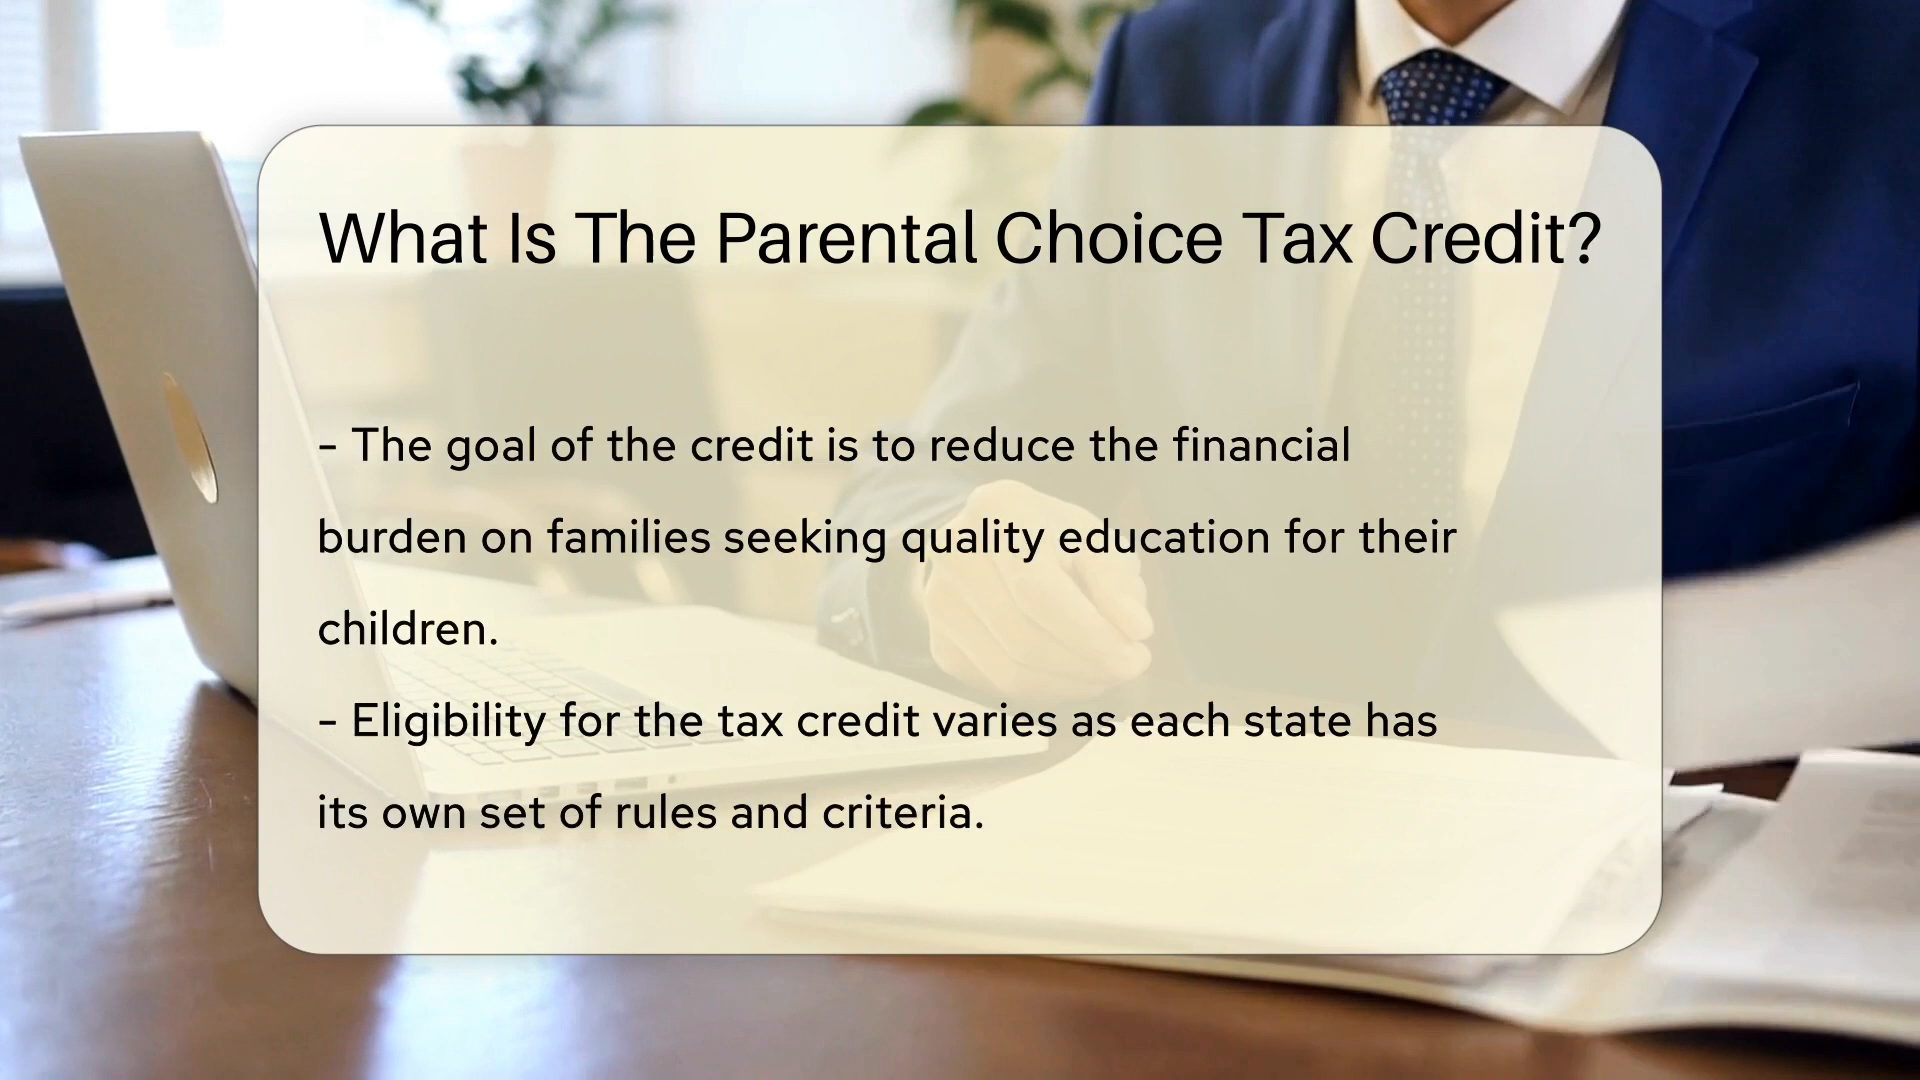 What Is The Parental Choice Tax Credit?
- The goal of the credit is to reduce the financial
burden on families seeking quality education for their
children.
- Eligibility for the tax credit varies as each state has
its own set of rules and criteria.